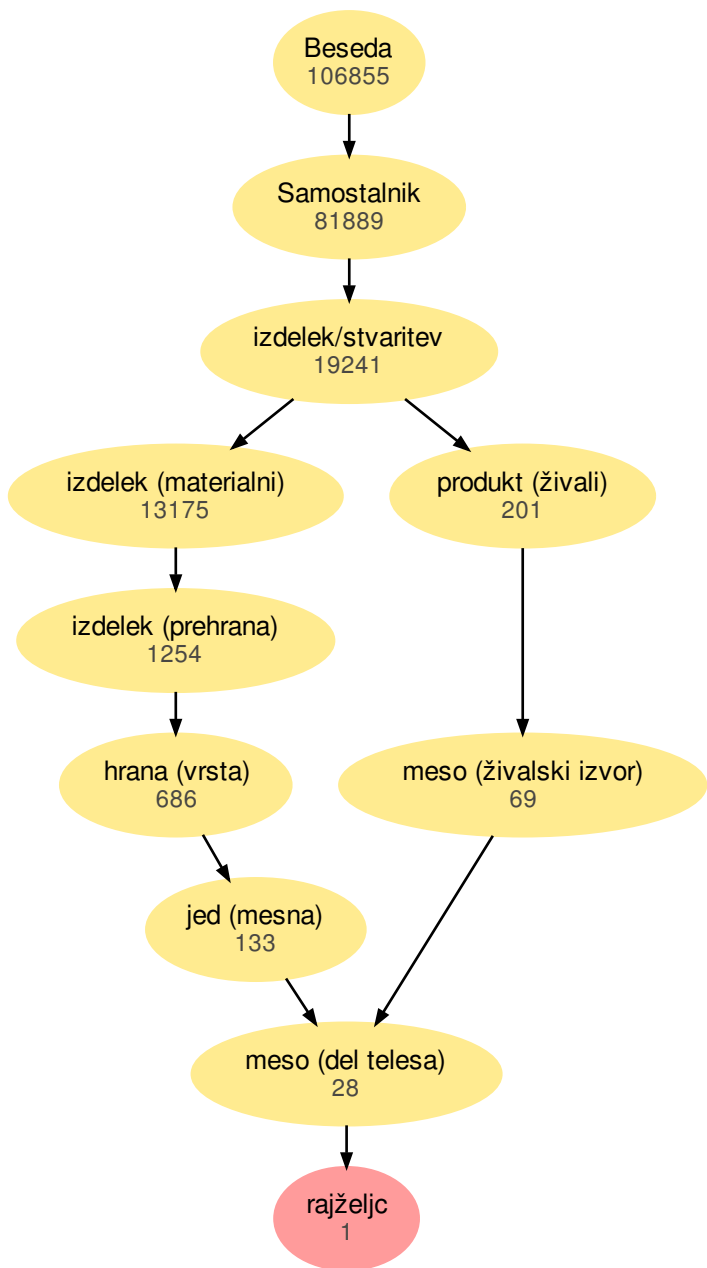 Beseda
106855
Samostalnik
81889
izdelek/stvaritev
19241
izdelek (materialni)
13175
produkt (živali)
201
izdelek (prehrana)
1254
hrana (vrsta)
686
meso (živalski izvor)
69
jed (mesna)
133
meso (del telesa)
28
rajželjc
1